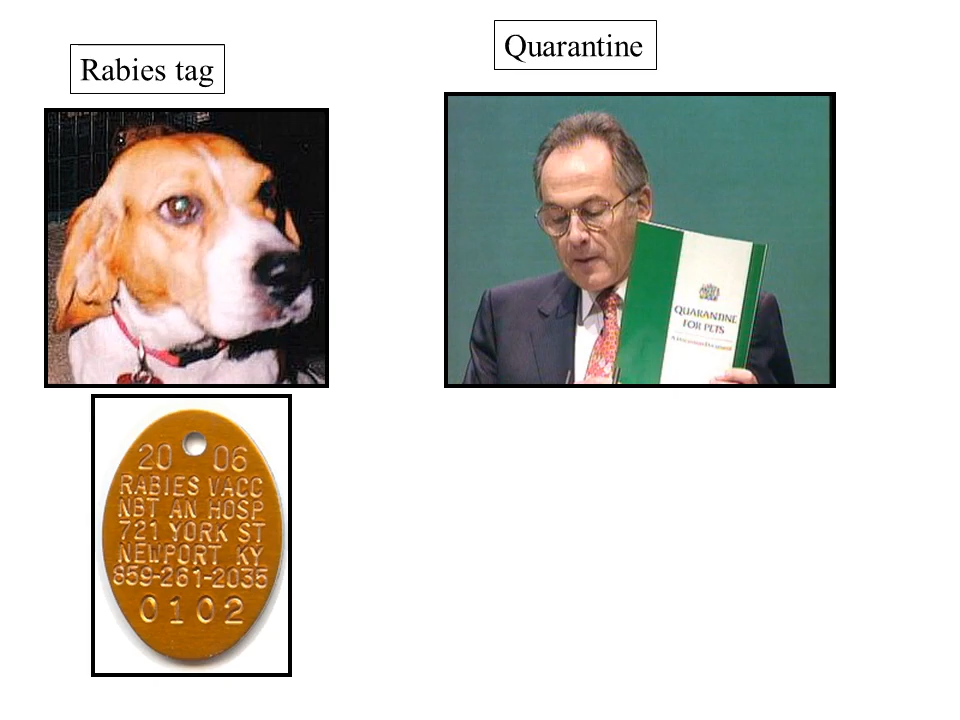 Rabies tag
Quarantine
QUARANTINE
FOR PETS
20 06
RABIES VACC
NBT AN HOSP
721 YORK ST
NEWPORT KY
859-261-2035
0102